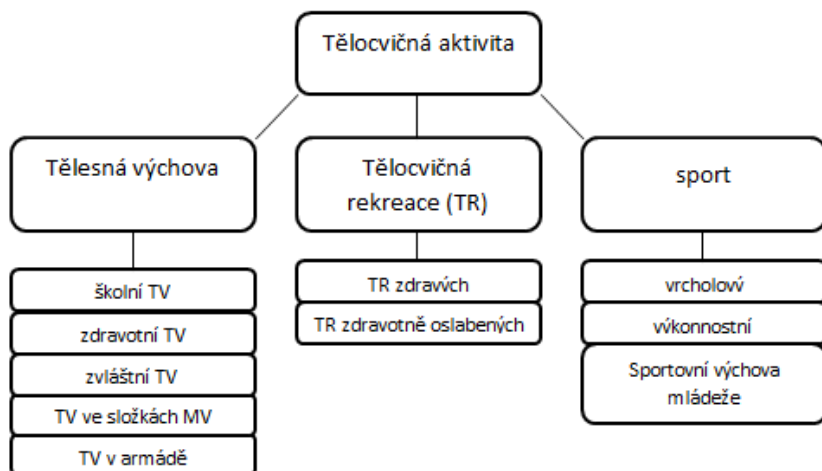 Tělocvičná aktivita
Tělesná výchova
školní TV
zdravotní TV
zvláštní TV
TV ve složkách MV
TV v armádě
Tělocvičná
rekreace (TR)
TR zdravých
TR zdravotně oslabených
sport
vrcholový
výkonnostní
Sportovní výchova
mládeže